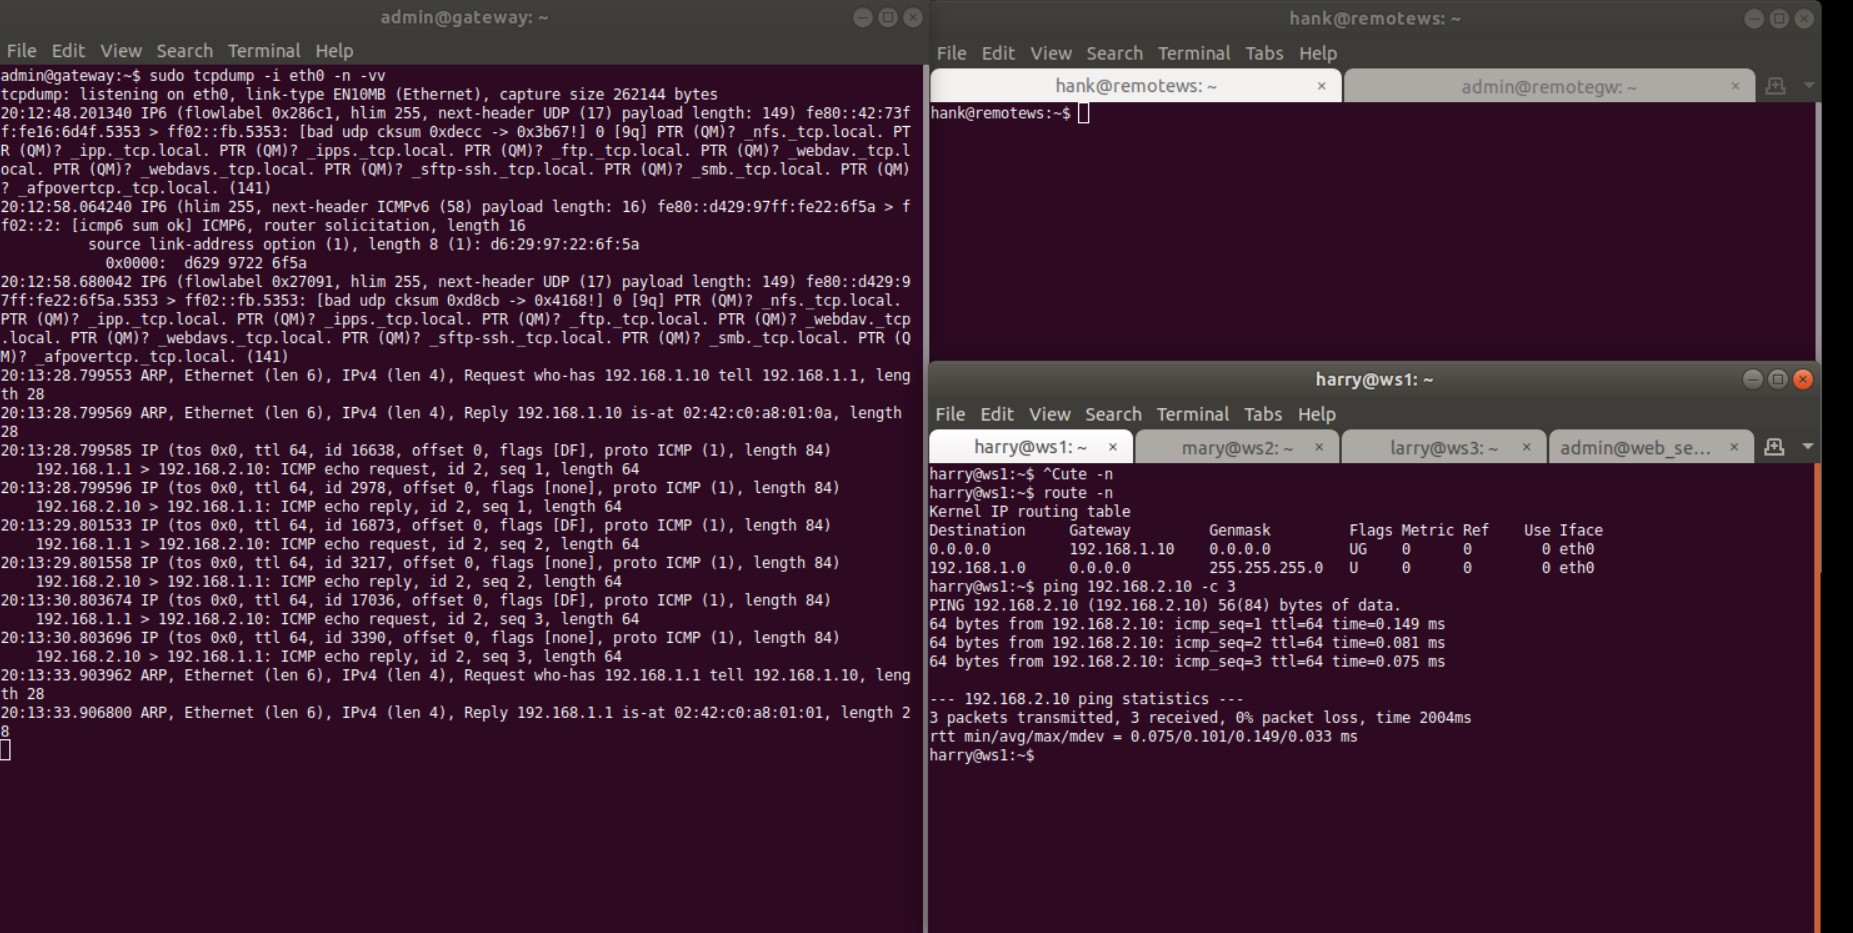 admin@gateway: ~
File Edit View Search Terminal Help
admin@gateway:~$ sudo tcpdump -i eth0 -n -vv
tcpdump: listening on eth0, link-type EN10MB (Ethernet), capture size 262144 bytes
20:12:48.201340 IP6 (flowlabel 0x286c1, hlim 255, next-header UDP (17) payload length: 149) fe80::42:73f
f:fe16:6d4f.5353 > ff02::fb.5353: [bad udp cksum 0xdecc -> 0x3b67!] 0 [9q] PTR (QM)? _nfs._tcp.local. PT
R (QM)? _ipp._tcp.local. PTR (QM)? _ipps._tcp.local. PTR (QM)? _ftp._tcp.local. PTR (QM)? _webdav._tcp.l
ocal. PTR (QM)? _webdavs._tcp.local. PTR (QM)? _sftp-ssh._tcp.local. PTR (QM)? _smb._tcp.local. PTR (QM)
? _afpovertcp._tcp.local. (141)
20:12:58.064240 IP6 (hlim 255, next-header ICMPv6 (58) payload length: 16) fe80::d429:97ff:fe22:6f5a > f
f02::2: [icmp6 sum ok] ICMP6, router solicitation, length 16
          source link-address option (1), length 8 (1): d6:29:97:22:6f:5a
            0x0000:  d629 9722 6f5a
20:12:58.680042 IP6 (flowlabel 0x27091, hlim 255, next-header UDP (17) payload length: 149) fe80::d429:9
7ff:fe22:6f5a.5353 > ff02::fb.5353: [bad udp cksum 0xd8cb -> 0x4168!] 0 [9q] PTR (QM)? _nfs._tcp.local.
PTR (QM)? _ipp._tcp.local. PTR (QM)? _ipps._tcp.local. PTR (QM)? _ftp._tcp.local. PTR (QM)? _webdav._tcp
.local. PTR (QM)? _webdavs._tcp.local. PTR (QM)? _sftp-ssh._tcp.local. PTR (QM)? _smb._tcp.local. PTR (Q
M)? _afpovertcp._tcp.local. (141)
20:13:28.799553 ARP, Ethernet (len 6), IPv4 (len 4), Request who-has 192.168.1.10 tell 192.168.1.1, leng
th 28
20:13:28.799569 ARP, Ethernet (len 6), IPv4 (len 4), Reply 192.168.1.10 is-at 02:42:c0:a8:01:0a, length
28
20:13:28.799585 IP (tos 0x0, ttl 64, id 16638, offset 0, flags [DF], proto ICMP (1), length 84)
    192.168.1.1 > 192.168.2.10: ICMP echo request, id 2, seq 1, length 64
20:13:28.799596 IP (tos 0x0, ttl 64, id 2978, offset 0, flags [none], proto ICMP (1), length 84)
    192.168.2.10 > 192.168.1.1: ICMP echo reply, id 2, seq 1, length 64
20:13:29.801533 IP (tos 0x0, ttl 64, id 16873, offset 0, flags [DF], proto ICMP (1), length 84)
    192.168.1.1 > 192.168.2.10: ICMP echo request, id 2, seq 2, length 64
20:13:29.801558 IP (tos 0x0, ttl 64, id 3217, offset 0, flags [none], proto ICMP (1), length 84)
    192.168.2.10 > 192.168.1.1: ICMP echo reply, id 2, seq 2, length 64
20:13:30.803674 IP (tos 0x0, ttl 64, id 17036, offset 0, flags [DF], proto ICMP (1), length 84)
    192.168.1.1 > 192.168.2.10: ICMP echo request, id 2, seq 3, length 64
20:13:30.803696 IP (tos 0x0, ttl 64, id 3390, offset 0, flags [none], proto ICMP (1), length 84)
    192.168.2.10 > 192.168.1.1: ICMP echo reply, id 2, seq 3, length 64
20:13:33.903962 ARP, Ethernet (len 6), IPv4 (len 4), Request who-has 192.168.1.1 tell 192.168.1.10, leng
th 28
20:13:33.906800 ARP, Ethernet (len 6), IPv4 (len 4), Reply 192.168.1.1 is-at 02:42:c0:a8:01:01, length 2
8
hank@remotews: ~
File Edit View Search Terminal Tabs Help
hank@remotews: ~ × admin@remotegw: ~ ×
hank@remotews:~$
harry@ws1: ~
File Edit View Search Terminal Tabs Help
harry@ws1: ~ × mary@ws2: ~ × larry@ws3: ~ × admin@web_se... ×
harry@ws1:~$ ^Cute -n
harry@ws1:~$ route -n
Kernel IP routing table
Destination     Gateway         Genmask         Flags Metric Ref    Use Iface
0.0.0.0         192.168.1.10    0.0.0.0         UG    0      0        0 eth0
192.168.1.0     0.0.0.0         255.255.255.0   U     0      0        0 eth0
harry@ws1:~$ ping 192.168.2.10 -c 3
PING 192.168.2.10 (192.168.2.10) 56(84) bytes of data.
64 bytes from 192.168.2.10: icmp_seq=1 ttl=64 time=0.149 ms
64 bytes from 192.168.2.10: icmp_seq=2 ttl=64 time=0.081 ms
64 bytes from 192.168.2.10: icmp_seq=3 ttl=64 time=0.075 ms
--- 192.168.2.10 ping statistics ---
3 packets transmitted, 3 received, 0% packet loss, time 2004ms
rtt min/avg/max/mdev = 0.075/0.101/0.149/0.033 ms
harry@ws1:~$